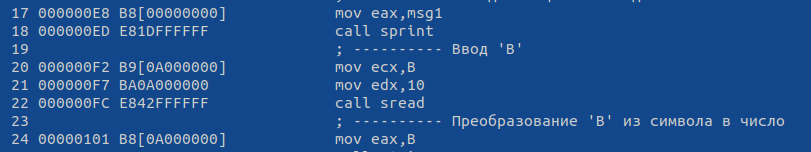 17 000000E8 B8[00000000] mov eax,msg1
18 000000ED E81DFFFFFF call sprint
19 ; ---------- Ввод 'B'
20 000000F2 B9[0A000000] mov ecx,B
21 000000F7 BA0A000000 mov edx,10
22 000000FC E842FFFFFF call sread
23 ; ---------- Преобразование 'B' из символа в число
24 00000101 B8[0A000000] mov eax,B